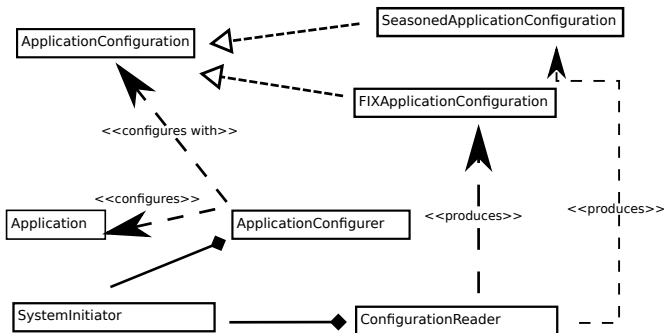 SeasonedApplicationConfiguration
ApplicationConfiguration
FIXApplicationConfiguration
<<configures with>>
<<configures>>
<<produces>>
<<produces>>
Application
ApplicationConfigurer
SystemInitiator
ConfigurationReader